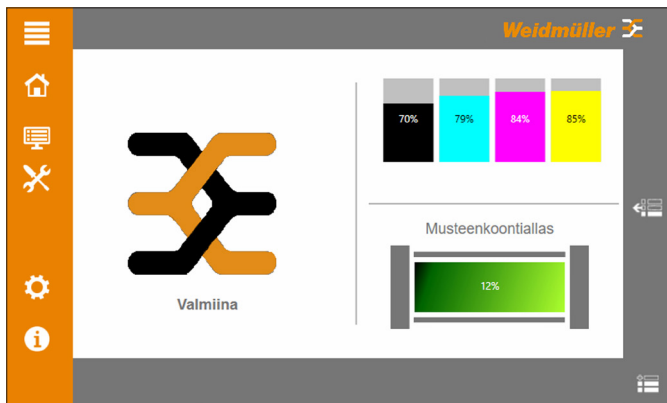 Weidmüller
70%
79%
84%
85%
Musteenkoontiallas
12%
Valmiina